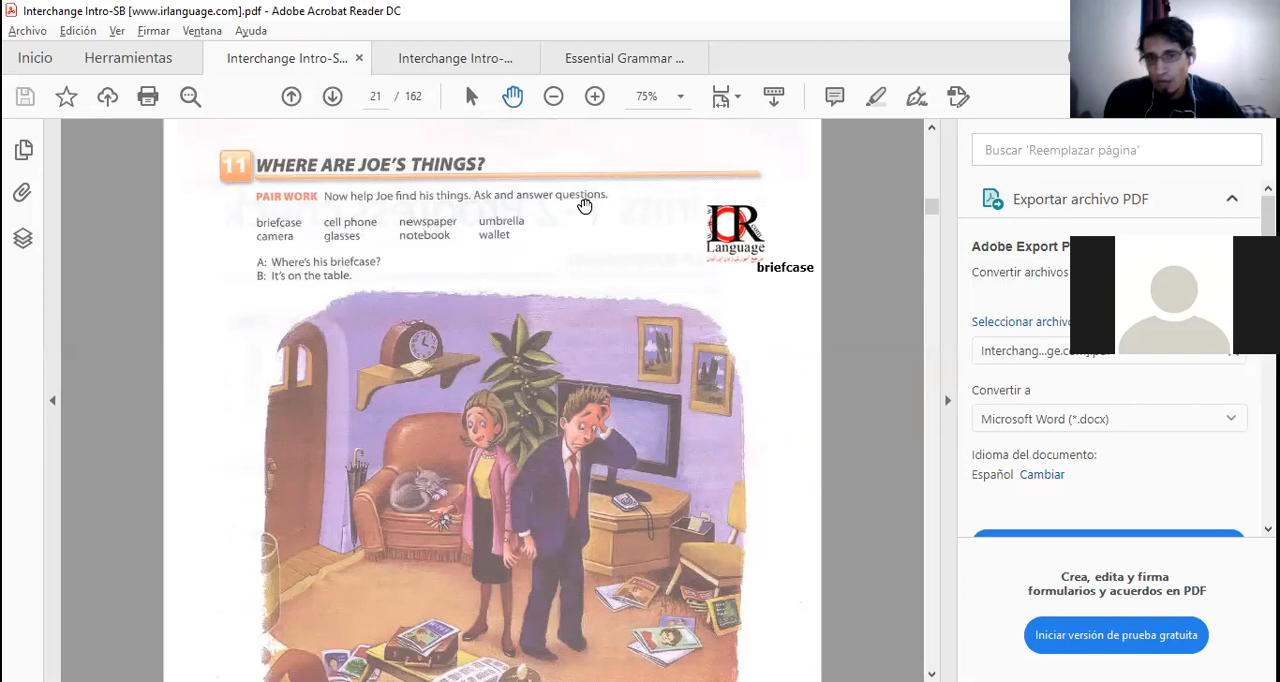 Interchange Intro-SB [www.irlanguage.com].pdf - Adobe Acrobat Reader DC
Archivo Edición Ver Firmar Ventana Ayuda
Inicio Herramientas Interchange Intro-S... × Interchange Intro-... Essential Grammar ...
21 / 162 75%
11 WHERE ARE JOE'S THINGS?
PAIR WORK Now help Joe find his things. Ask and answer questions.
briefcase cell phone newspaper umbrella
camera glasses notebook wallet
A: Where's his briefcase?
B: It's on the table.
IR
Language
.com
briefcase
Buscar 'Reemplazar página'
Exportar archivo PDF
Adobe Export P
Convertir archivos
Seleccionar archiv
Interchang...ge.co
Convertir a
Microsoft Word (*.docx)
Idioma del documento:
Español Cambiar
Crea, edita y firma
formularios y acuerdos en PDF
Iniciar versión de prueba gratuita